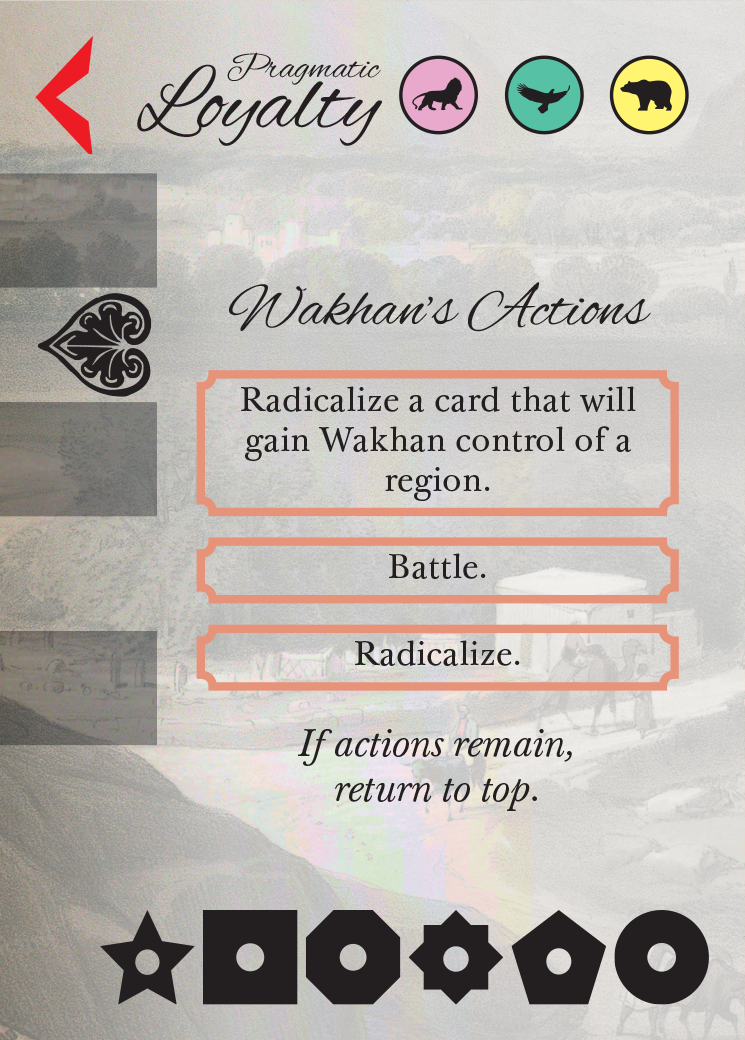 Pragmatic
Loyalty
Wakhan's Actions
Radicalize a card that will
gain Wakhan control of a
region.
Battle.
Radicalize.
If actions remain,
return to top.